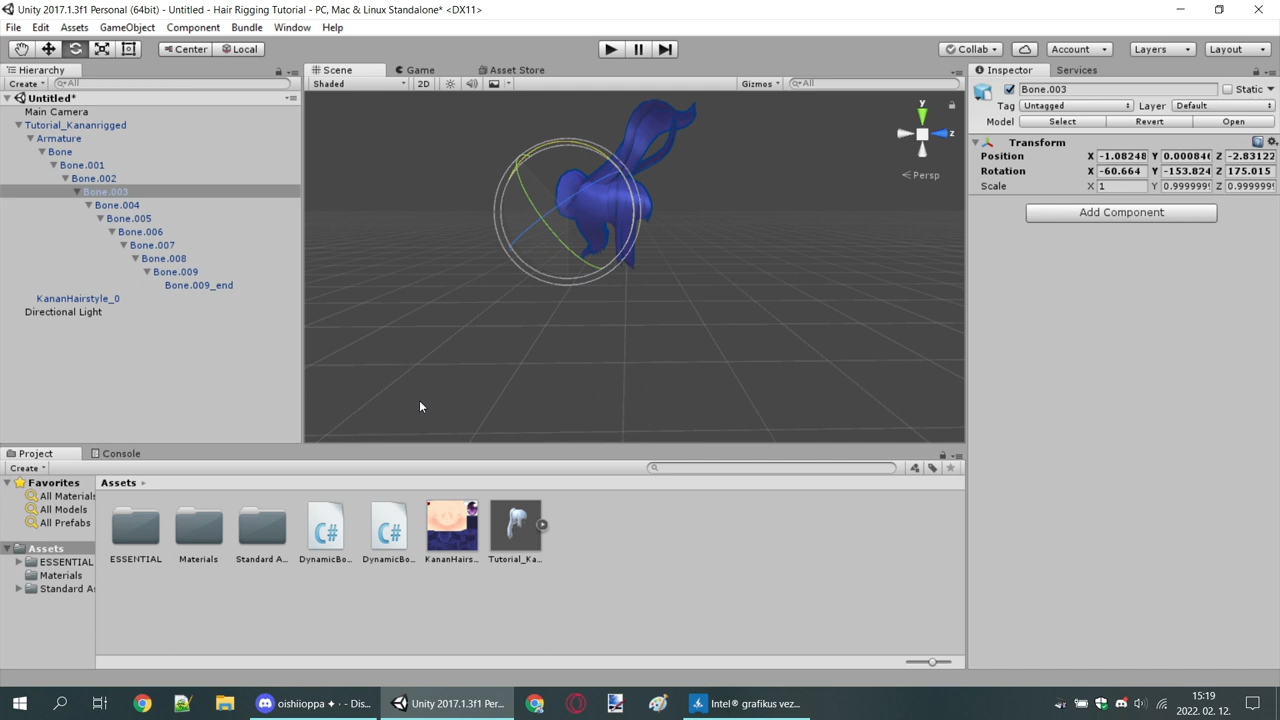 Unity 2017.1.3f1 Personal (64bit) - Untitled - Hair Rigging Tutorial - PC, Mac & Linux Standalone* <DX11>
File Edit Assets GameObject Component Bundle Window Help
Center Local Collab Account Layers Layout
Hierarchy
Create All
Untitled*
Main Camera
Tutorial_Kananrigged
Armature
Bone
Bone.001
Bone.002
Bone.003
Bone.004
Bone.005
Bone.006
Bone.007
Bone.008
Bone.009
Bone.009_end
KananHairstyle_0
Directional Light
Scene Game Asset Store
Shaded 2D Gizmos All
y
z
Persp
Inspector Services
Bone.003 Static
Tag Untagged Layer Default
Model Select Revert Open
Transform
Position X -1.08248 Y 0.000846 Z -2.83122
Rotation X -60.664 Y -153.824 Z 175.015
Scale X 1 Y 0.9999999 Z 0.9999999
Add Component
Project Console
Create
Favorites
All Materials
All Models
All Prefabs
Assets
ESSENTIAL
Materials
Standard As
Assets
ESSENTIAL Materials Standard A... DynamicBo... DynamicBo... KananHairs... Tutorial_Ka...
oishiioppa ✦ · - Dis...
Unity 2017.1.3f1 Per...
Intel® grafikus vez...
15:19
2022. 02. 12.